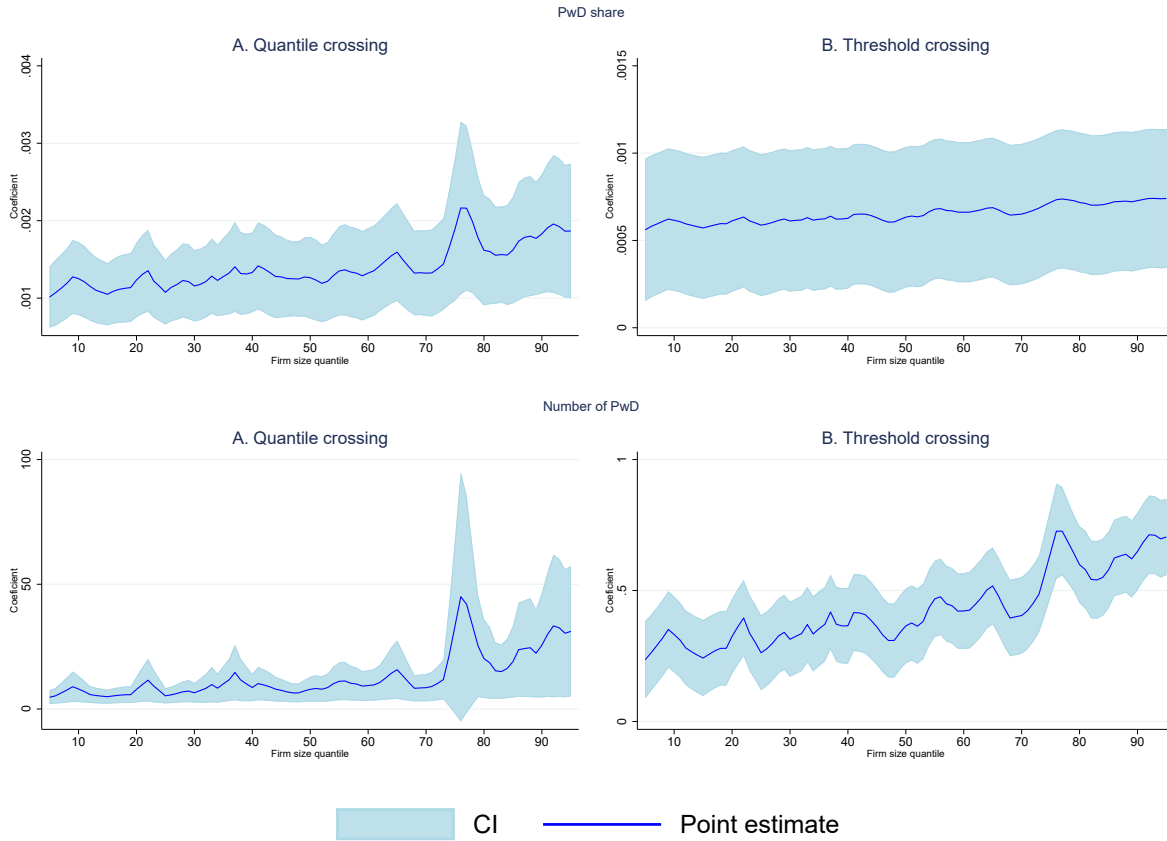 PwD share
A. Quantile crossing
B. Threshold crossing
.004
.003
.002
.001
Coeficient
10 20 30 40 50 60 70 80 90
Firm size quantile
.0015
.001
.0005
0
Coeficient
10 20 30 40 50 60 70 80 90
Firm size quantile
Number of PwD
A. Quantile crossing
B. Threshold crossing
100
50
0
Coeficient
10 20 30 40 50 60 70 80 90
Firm size quantile
1
.5
0
Coeficient
10 20 30 40 50 60 70 80 90
Firm size quantile
CI Point estimate